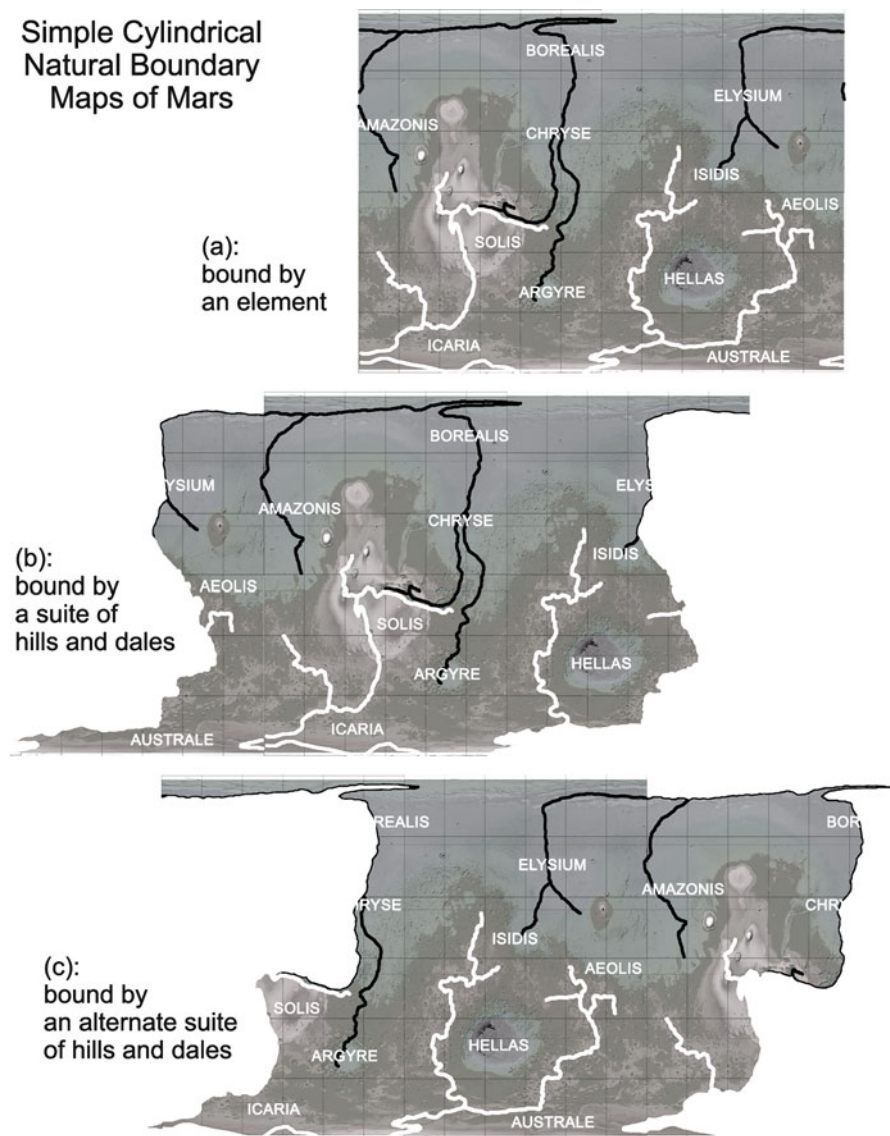 Simple Cylindrical
Natural Boundary
Maps of Mars
BOREALIS
ELYSIUM
AMAZONIS
CHRYSE
ISIDIS
AEOLIS
SOLIS
(a):
bound by
an element
HELLAS
ARGYRE
ICARIA
AUSTRALE
BOREALIS
LYSIUM
ELYS
AMAZONIS
CHRYSE
(b):
bound by
a suite of
hills and dales
ISIDIS
AEOLIS
SOLIS
HELLAS
ARGYRE
ICARIA
AUSTRALE
REALIS
BOR
ELYSIUM
AMAZONIS
HRYSE
CHRY
ISIDIS
AEOLIS
(c):
bound by
an alternate suite
of hills and dales
SOLIS
HELLAS
ARGYRE
ICARIA
AUSTRALE